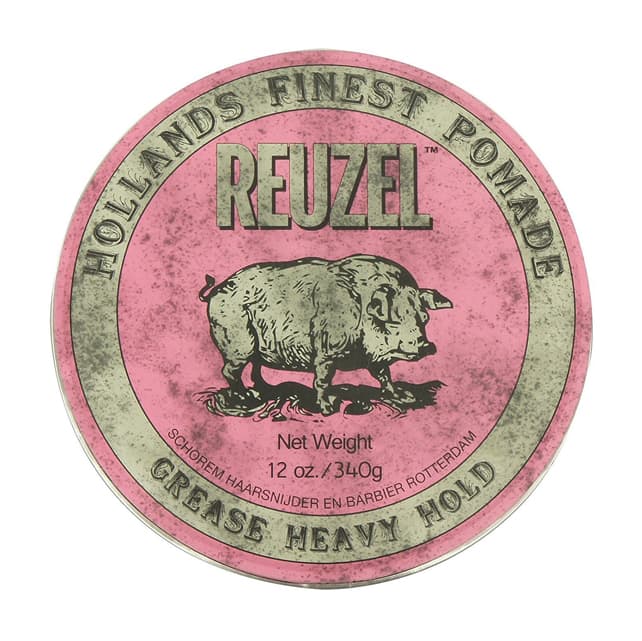 HOLLANDS FINEST POMADE
REUZEL™
Net Weight
12 oz./340g
SCHOREM HAARSNIJDER EN BARBIER ROTTERDAM
GREASE HEAVY HOLD